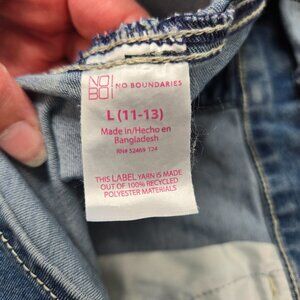 NO
BO
NO BOUNDARIES
L (11-13)
Made in/Hecho en
Bangladesh
RN# 52469 124
THIS LABEL YARN IS MADE
OUT OF 100% RECYCLED
POLYESTER MATERIALS